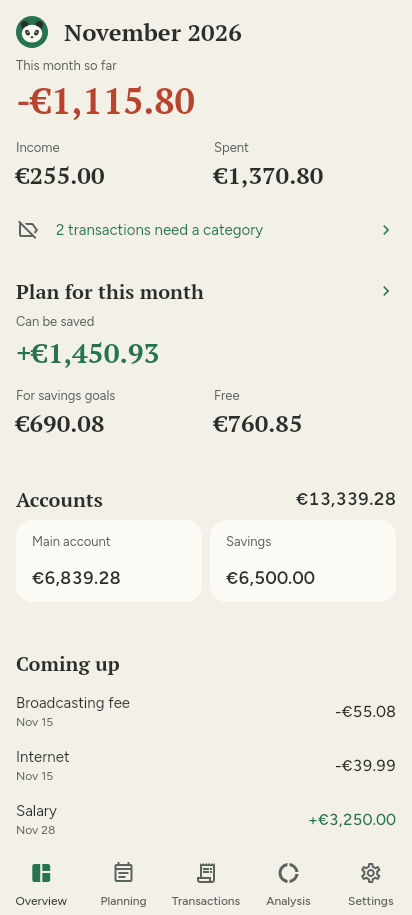 November 2026
This month so far
-€1,115.80
Income
Spent
€255.00
€1,370.80
2 transactions need a category
Plan for this month
Can be saved
+€1,450.93
For savings goals
Free
€690.08
€760.85
Accounts
€13,339.28
Main account
Savings
€6,839.28
€6,500.00
Coming up
Broadcasting fee
Nov 15
-€55.08
Internet
Nov 15
-€39.99
Salary
Nov 28
+€3,250.00
Overview
Planning
Transactions
Analysis
Settings